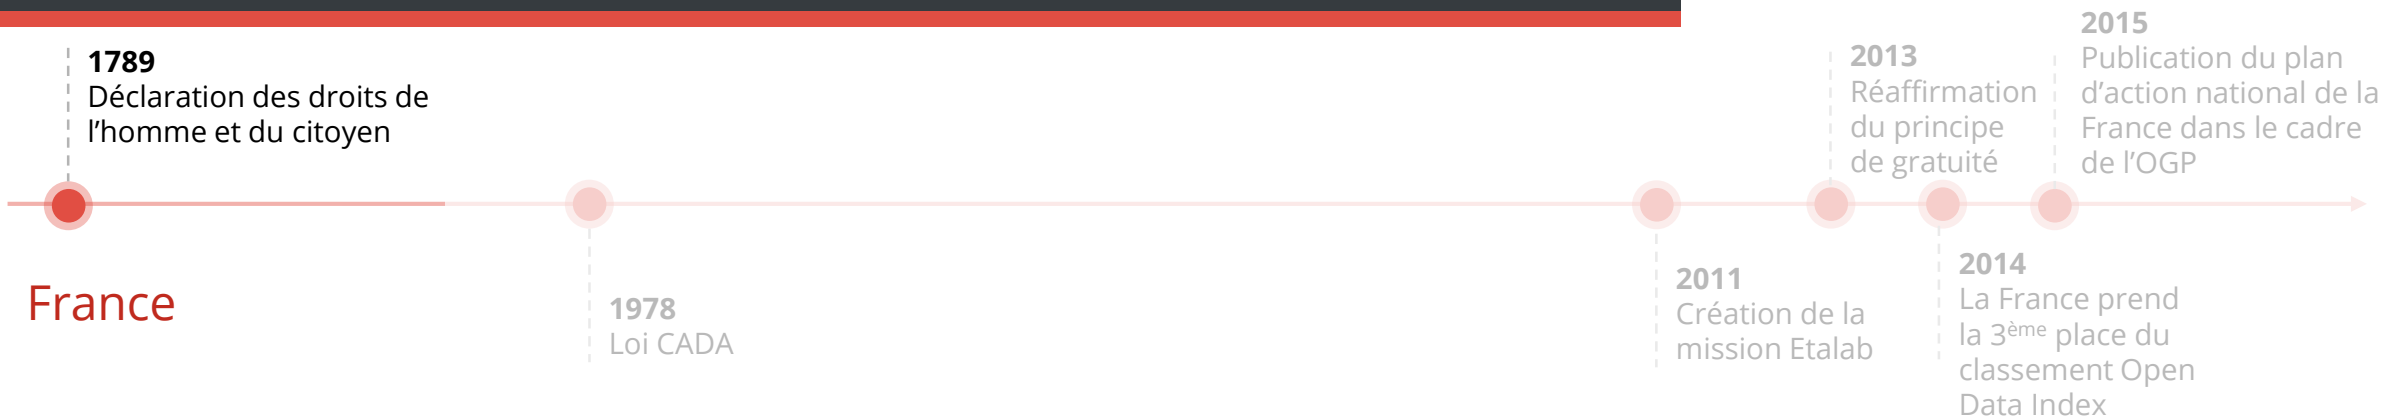 1789
Déclaration des droits de
l’homme et du citoyen
France
1978
Loi CADA
2011
Création de la
mission Etalab
2013
Réaffirmation
du principe
de gratuité
2014
La France prend
la 3ème place du
classement Open
Data Index
2015
Publication du plan
d’action national de la
France dans le cadre
de l’OGP